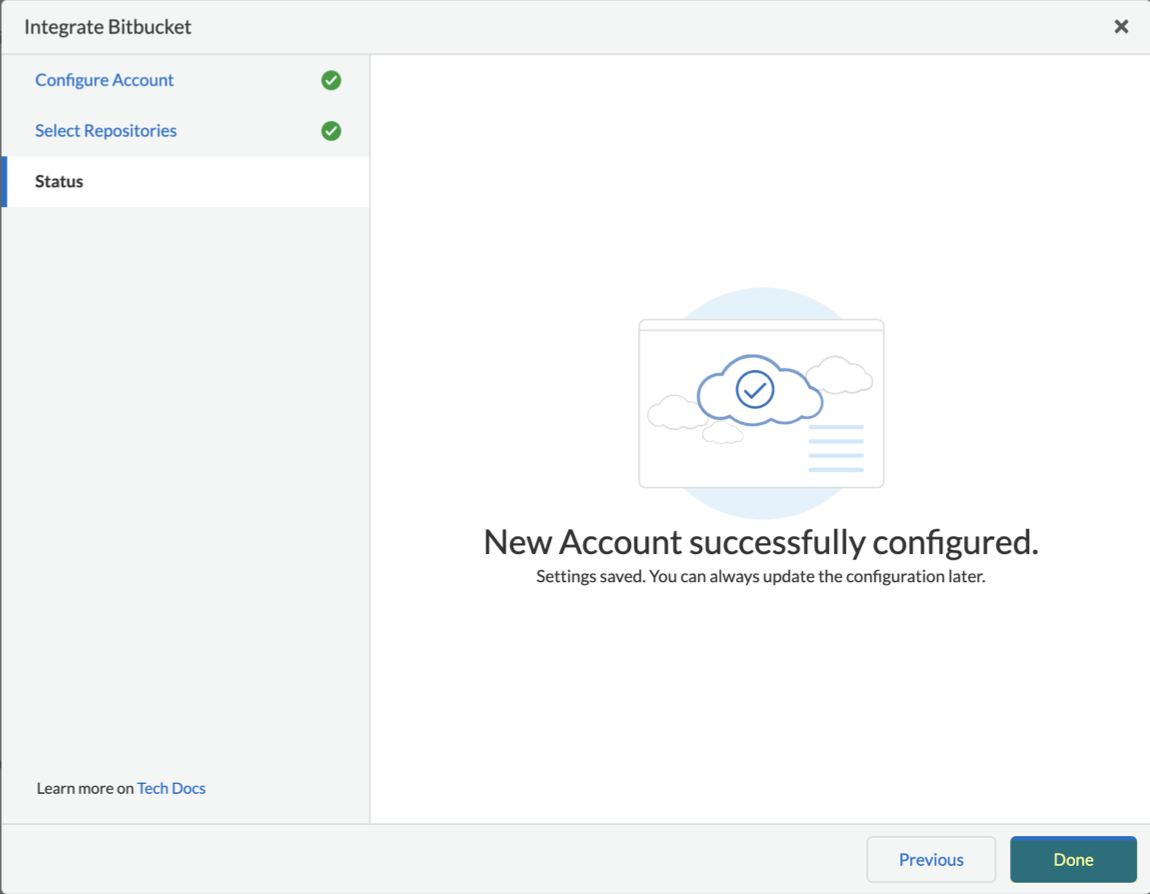 Integrate Bitbucket
Configure Account
Select Repositories
Status
New Account successfully configured.
Settings saved. You can always update the configuration later.
Learn more on Tech Docs
Previous
Done